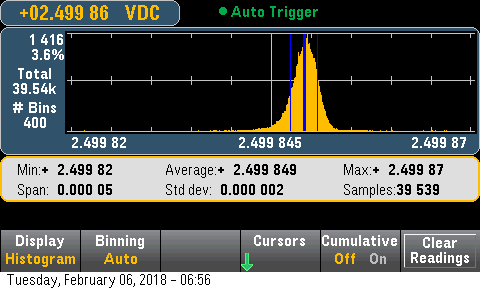 +02.499 86 VDC
Auto Trigger
1 416
3.6%
Total
39.54k
# Bins
400
2.499 82 2.499 845 2.499 87
Min:+ 2.499 82 Average:+ 2.499 849 Max:+ 2.499 87
Span: 0.000 05 Std dev: 0.000 002 Samples:39 539
Display Binning Cursors Cumulative Clear
Histogram Auto Off On Readings
Tuesday, February 06, 2018 - 06:56